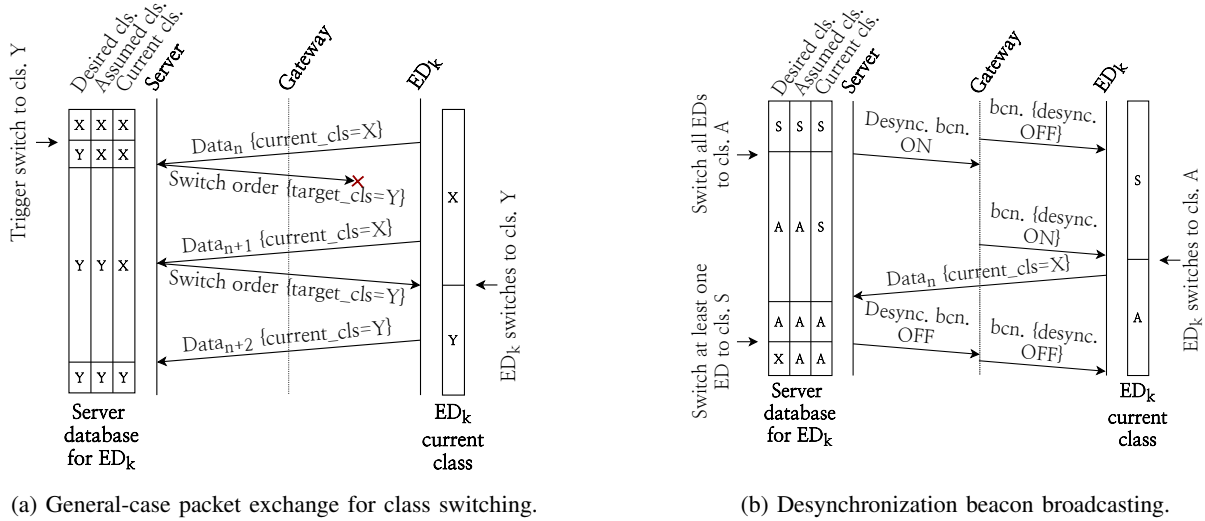 Trigger switch to cls. Y
Desired cls.
Assumed cls.
Current cls.
Server
Gateway
EDk
X X X
Y X X
Y Y X
Y Y Y
Data_n {current_cls=X}
Switch order {target_cls=Y}
Data_n+1 {current_cls=X}
Switch order {target_cls=Y}
Data_n+2 {current_cls=Y}
X
Y
EDk switches to cls. Y
Server
database
for EDk
EDk
current
class
(a) General-case packet exchange for class switching.
Switch all EDs
to cls. A
Switch at least one
ED to cls. S
Desired cls.
Assumed cls.
Current cls.
Server
Gateway
EDk
S S S
A A S
A A A
X A A
Desync. bcn.
ON
bcn. {desync.
OFF}
bcn. {desync.
ON}
Data_n {current_cls=X}
Desync. bcn.
OFF
bcn. {desync.
OFF}
S
A
EDk switches to cls. A
Server
database
for EDk
EDk
current
class
(b) Desynchronization beacon broadcasting.